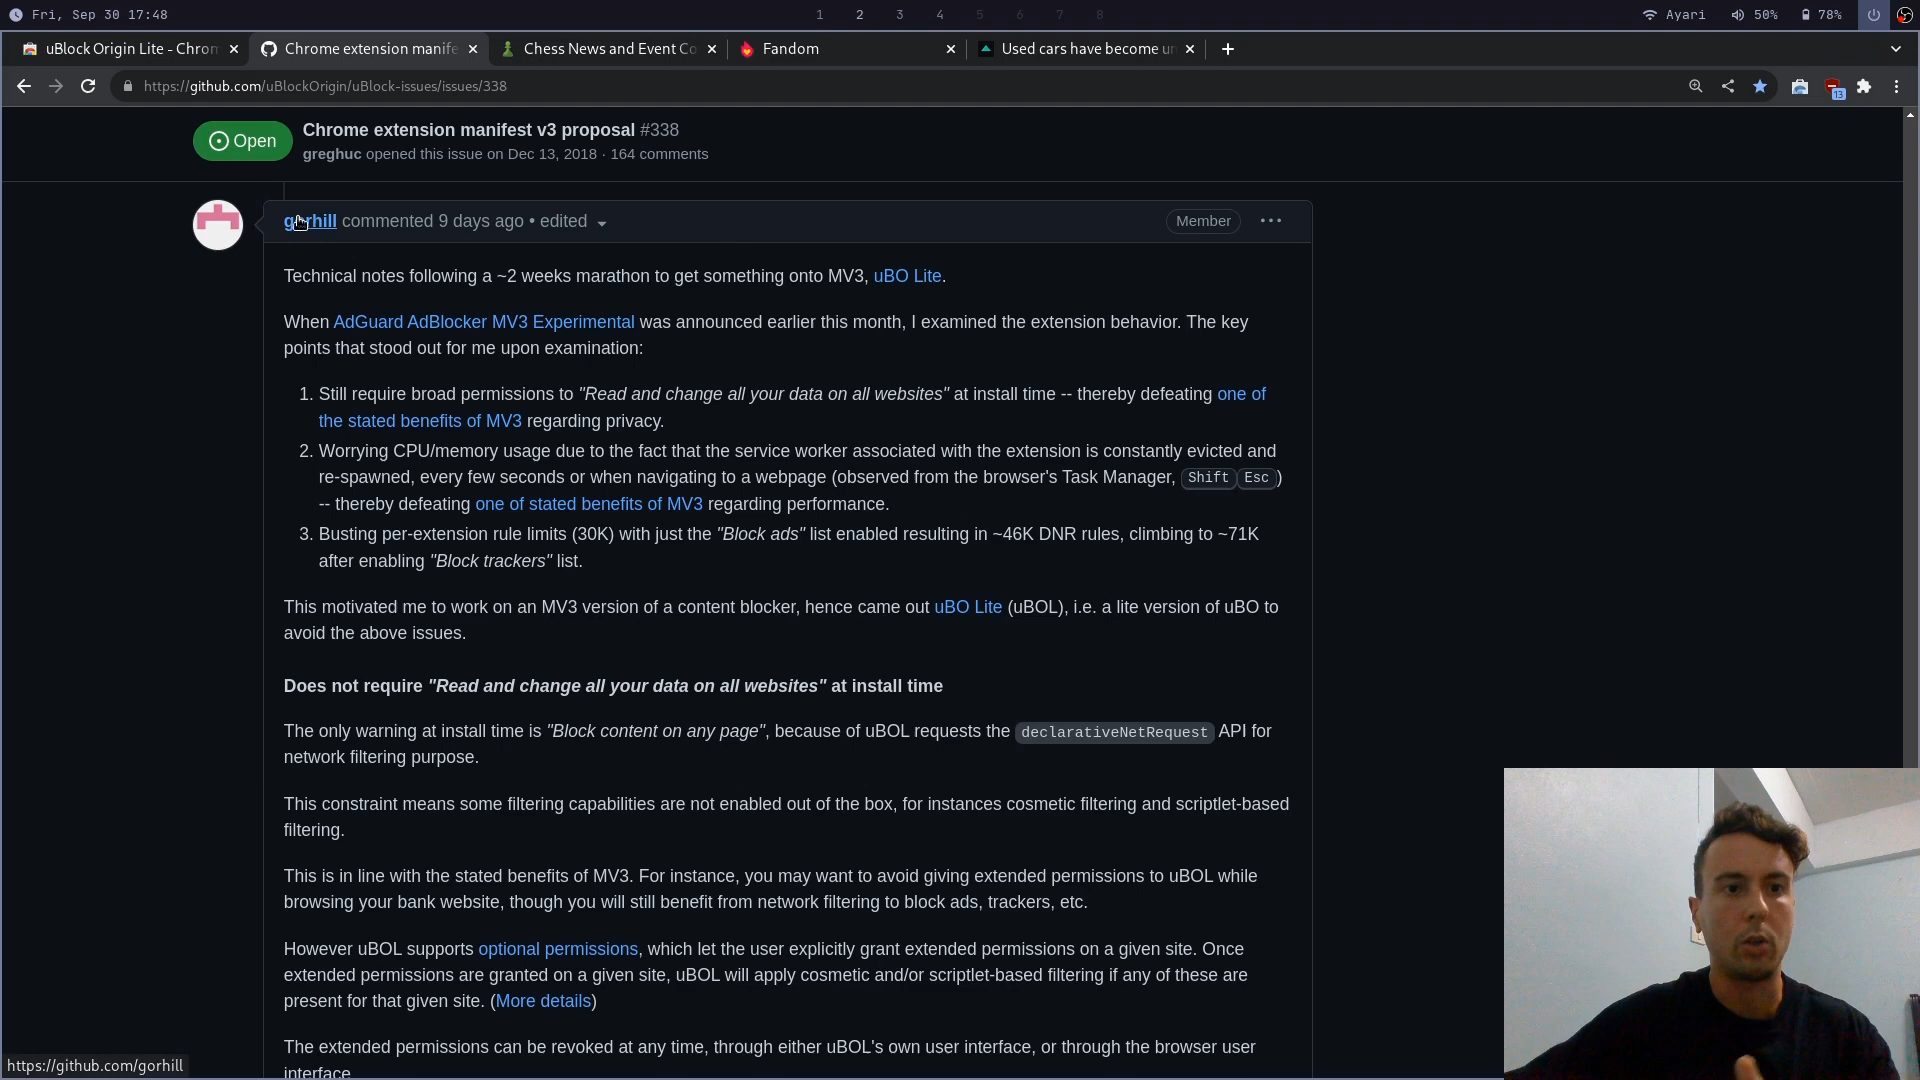 Fri, Sep 30 17:48
1 2 3 4 5 6 7 8
Ayari 50% 78%
uBlock Origin Lite - Chrom
Chrome extension manife
Chess News and Event Co
Fandom
Used cars have become un
https://github.com/uBlockOrigin/uBlock-issues/issues/338
13
Open
Chrome extension manifest v3 proposal #338
greghuc opened this issue on Dec 13, 2018 · 164 comments
gorhill commented 9 days ago • edited
Member
Technical notes following a ~2 weeks marathon to get something onto MV3, uBO Lite.
When AdGuard AdBlocker MV3 Experimental was announced earlier this month, I examined the extension behavior. The key
points that stood out for me upon examination:
1. Still require broad permissions to "Read and change all your data on all websites" at install time -- thereby defeating one of
the stated benefits of MV3 regarding privacy.
2. Worrying CPU/memory usage due to the fact that the service worker associated with the extension is constantly evicted and
re-spawned, every few seconds or when navigating to a webpage (observed from the browser's Task Manager, Shift Esc)
-- thereby defeating one of stated benefits of MV3 regarding performance.
3. Busting per-extension rule limits (30K) with just the "Block ads" list enabled resulting in ~46K DNR rules, climbing to ~71K
after enabling "Block trackers" list.
This motivated me to work on an MV3 version of a content blocker, hence came out uBO Lite (uBOL), i.e. a lite version of uBO to
avoid the above issues.
Does not require "Read and change all your data on all websites" at install time
The only warning at install time is "Block content on any page", because of uBOL requests the declarativeNetRequest API for
network filtering purpose.
This constraint means some filtering capabilities are not enabled out of the box, for instances cosmetic filtering and scriptlet-based
filtering.
This is in line with the stated benefits of MV3. For instance, you may want to avoid giving extended permissions to uBOL while
browsing your bank website, though you will still benefit from network filtering to block ads, trackers, etc.
However uBOL supports optional permissions, which let the user explicitly grant extended permissions on a given site. Once
extended permissions are granted on a given site, uBOL will apply cosmetic and/or scriptlet-based filtering if any of these are
present for that given site. (More details)
The extended permissions can be revoked at any time, through either uBOL's own user interface, or through the browser user
interface.
https://github.com/gorhill